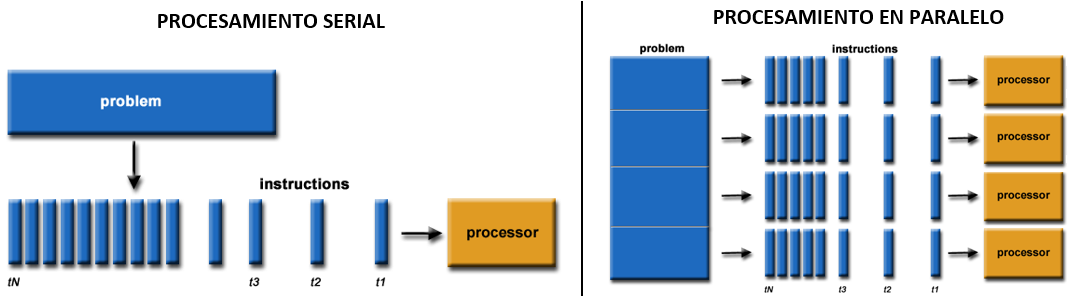 PROCESAMIENTO SERIAL
problem
instructions
processor
tN
t3
t2
t1
PROCESAMIENTO EN PARALELO
problem
instructions
processor
processor
processor
processor
tN
t3
t2
t1